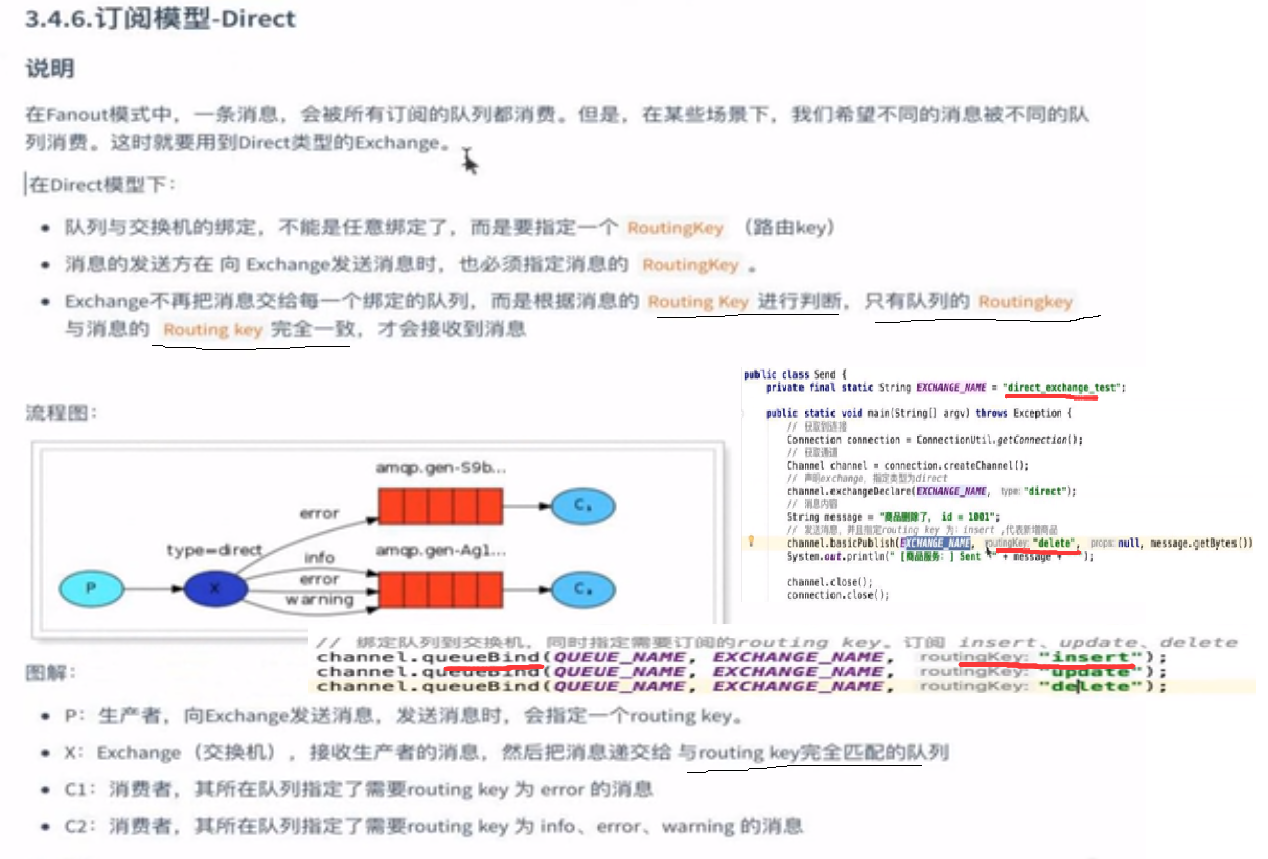 3.4.6.订阅模型-Direct
说明
在Fanout模式中，一条消息，会被所有订阅的队列都消费。但是，在某些场景下，我们希望不同的消息被不同的队
列消费。这时就要用到Direct类型的Exchange。
在Direct模型下：
• 队列与交换机的绑定，不能是任意绑定了，而是要指定一个 RoutingKey （路由key）
• 消息的发送方在 向 Exchange发送消息时，也必须指定消息的 RoutingKey 。
• Exchange不再把消息交给每一个绑定的队列，而是根据消息的 Routing Key 进行判断，只有队列的 Routingkey
与消息的 Routing key 完全一致，才会接收到消息
流程图：
P
type=direct
X
error
info
error
warning
amqp.gen-S9b...
C₁
amqp.gen-Ag1...
C₂
public class Send {
private final static String EXCHANGE_NAME = "direct_exchange_test";
public static void main(String[] argv) throws Exception {
// 获取到连接
Connection connection = ConnectionUtil.getConnection();
// 获取通道
Channel channel = connection.createChannel();
// 声明exchange，指定类型为direct
channel.exchangeDeclare(EXCHANGE_NAME, type: "direct");
// 消息内容
String message = "商品删除了， id = 1001";
// 发送消息，并且指定routing key 为：insert ,代表新增商品
channel.basicPublish(EXCHANGE_NAME, routingKey: "delete", props: null, message.getBytes())
System.out.println(" [商品服务：] Sent '" + message + "'");
channel.close();
connection.close();
// 绑定队列到交换机，同时指定需要订阅的routing key。订阅 insert、update、delete
channel.queueBind(QUEUE_NAME, EXCHANGE_NAME, routingKey: "insert");
channel.queueBind(QUEUE_NAME, EXCHANGE_NAME, routingKey: "update");
channel.queueBind(QUEUE_NAME, EXCHANGE_NAME, routingKey: "delete");
图解：
• P：生产者，向Exchange发送消息，发送消息时，会指定一个routing key。
• X：Exchange（交换机），接收生产者的消息，然后把消息递交给 与routing key完全匹配的队列
• C1：消费者，其所在队列指定了需要routing key 为 error 的消息
• C2：消费者，其所在队列指定了需要routing key 为 info、error、warning 的消息